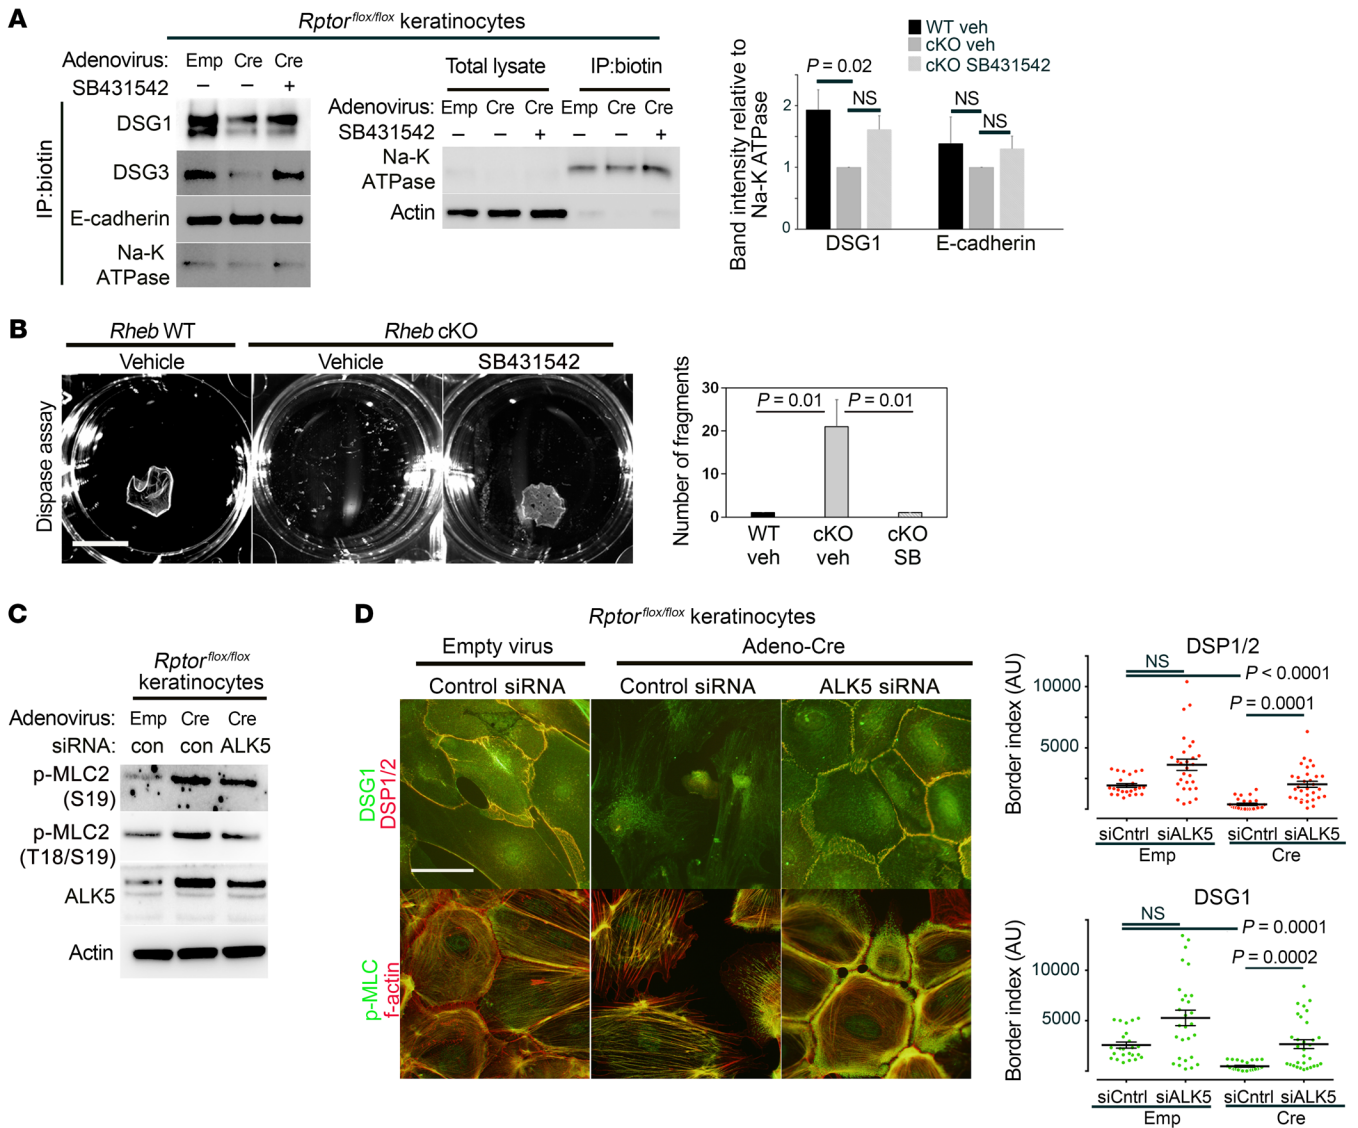 A
Rptor flox/flox keratinocytes
Adenovirus: Emp Cre Cre
SB431542 – – +
IP:biotin
DSG1
DSG3
E-cadherin
Na-K
ATPase
Total lysate IP:biotin
Adenovirus: Emp Cre Cre Emp Cre Cre
SB431542 – – + – – +
Na-K
ATPase
Actin
WT veh
cKO veh
cKO SB431542
Band intensity relative to
Na-K ATPase
P = 0.02
NS
NS
NS
2
1
0
DSG1 E-cadherin
B
Rheb WT Rheb cKO
Vehicle Vehicle SB431542
Dispase assay
Number of fragments
30
20
10
0
P = 0.01 P = 0.01
WT cKO cKO
veh veh SB
C
Rptor flox/flox
keratinocytes
Adenovirus: Emp Cre Cre
siRNA: con con ALK5
p-MLC2
(S19)
p-MLC2
(T18/S19)
ALK5
Actin
D
Rptor flox/flox keratinocytes
Empty virus Adeno-Cre
Control siRNA Control siRNA ALK5 siRNA
DSG1
DSP1/2
p-MLC
f-actin
DSP1/2
Border index (AU)
10000
5000
NS
P < 0.0001
P = 0.0001
siCntrl siALK5 siCntrl siALK5
Emp Cre
DSG1
Border index (AU)
10000
5000
NS
P = 0.0001
P = 0.0002
siCntrl siALK5 siCntrl siALK5
Emp Cre